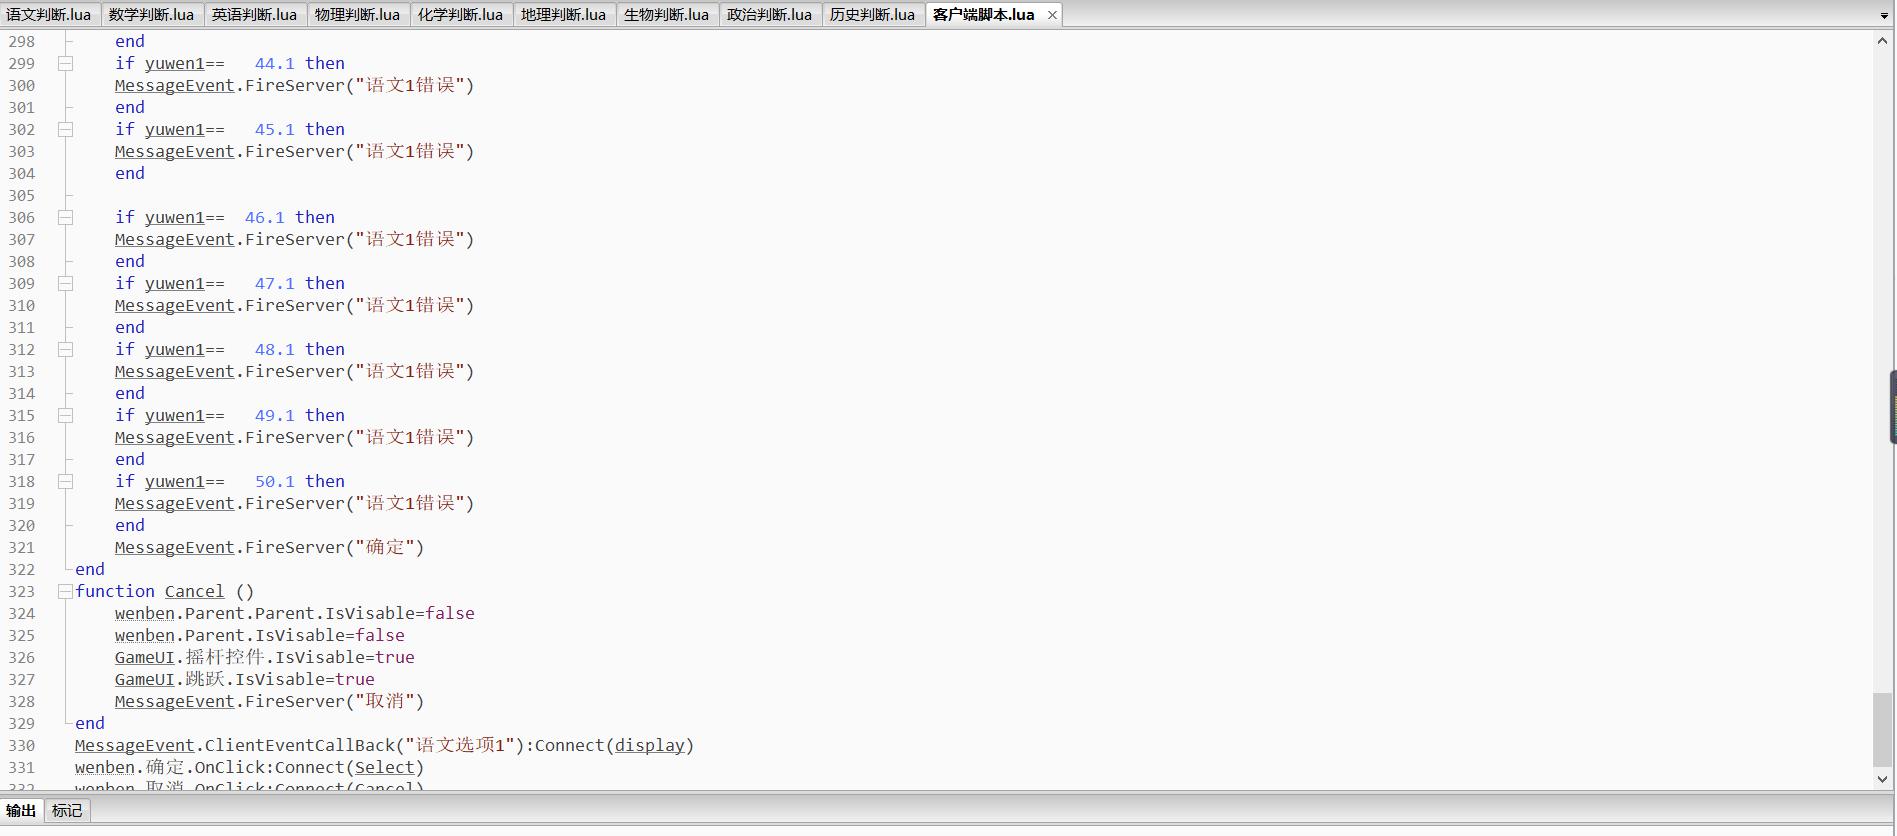 语文判断.lua 数学判断.lua 英语判断.lua 物理判断.lua 化学判断.lua 地理判断.lua 生物判断.lua 政治判断.lua 历史判断.lua 客户端脚本.lua
298 end
299 if yuwen1== 44.1 then
300 MessageEvent.FireServer("语文1错误")
301 end
302 if yuwen1== 45.1 then
303 MessageEvent.FireServer("语文1错误")
304 end
305
306 if yuwen1== 46.1 then
307 MessageEvent.FireServer("语文1错误")
308 end
309 if yuwen1== 47.1 then
310 MessageEvent.FireServer("语文1错误")
311 end
312 if yuwen1== 48.1 then
313 MessageEvent.FireServer("语文1错误")
314 end
315 if yuwen1== 49.1 then
316 MessageEvent.FireServer("语文1错误")
317 end
318 if yuwen1== 50.1 then
319 MessageEvent.FireServer("语文1错误")
320 end
321 MessageEvent.FireServer("确定")
322 end
323 function Cancel ()
324 wenben.Parent.Parent.IsVisable=false
325 wenben.Parent.IsVisable=false
326 GameUI.摇杆控件.IsVisable=true
327 GameUI.跳跃.IsVisable=true
328 MessageEvent.FireServer("取消")
329 end
330 MessageEvent.ClientEventCallBack("语文选项1"):Connect(display)
331 wenben.确定.OnClick:Connect(Select)
332 wenben.取消.OnClick:Connect(Cancel)
输出 标记